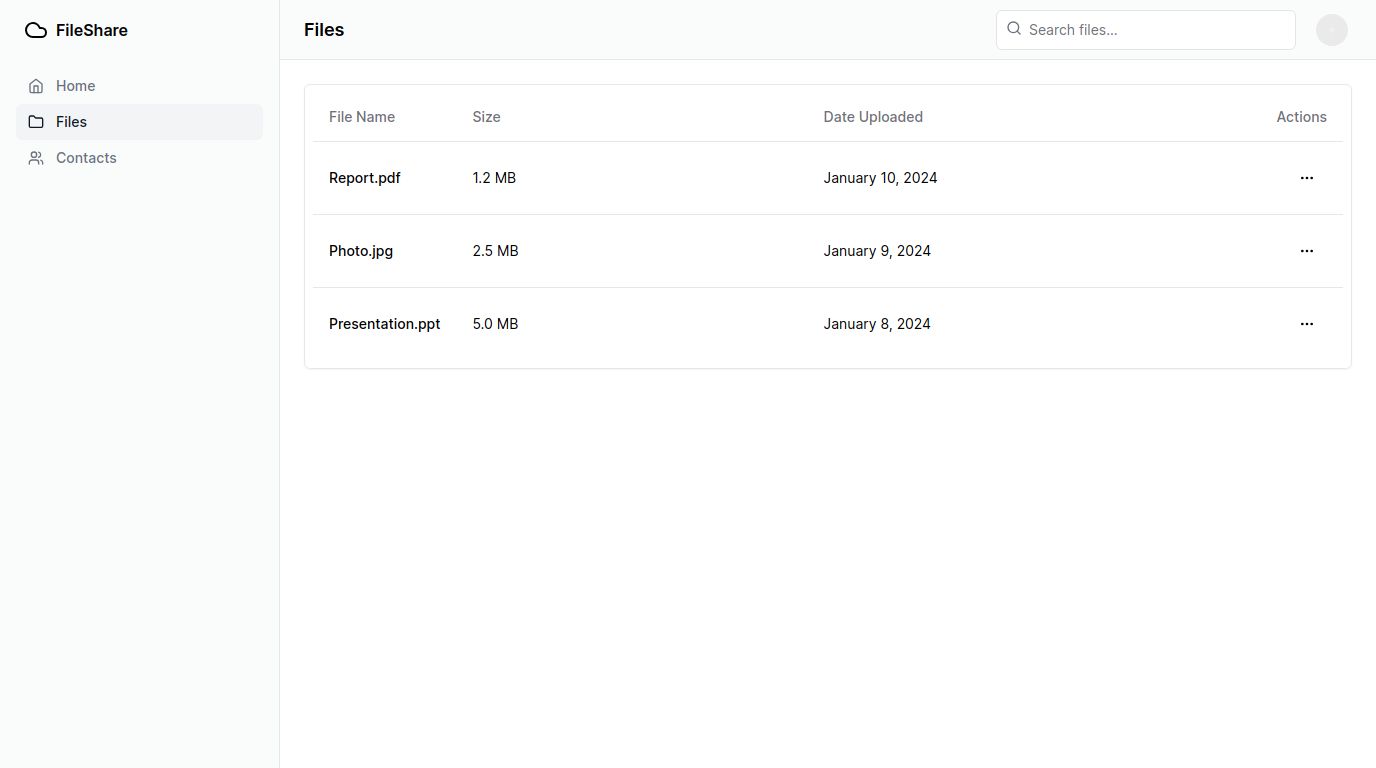 FileShare
Home
Files
Contacts
Files
Search files...
File Name Size Date Uploaded Actions
Report.pdf 1.2 MB January 10, 2024
Photo.jpg 2.5 MB January 9, 2024
Presentation.ppt 5.0 MB January 8, 2024